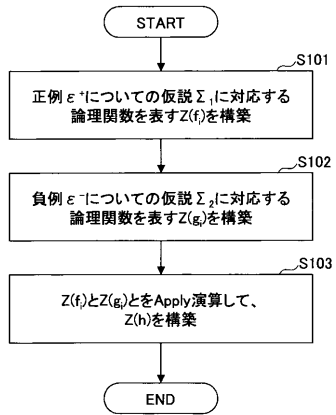 START
S101
正例ε⁺についての仮説Σ₁に対応する
論理関数を表すZ(fᵢ)を構築
S102
負例ε⁻についての仮説Σ₂に対応する
論理関数を表すZ(gᵢ)を構築
S103
Z(fᵢ)とZ(gᵢ)とをApply演算して、
Z(h)を構築
END